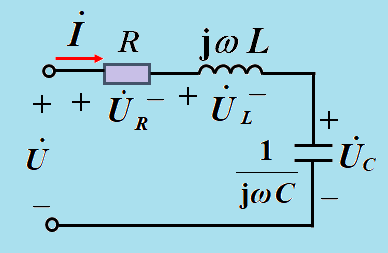 İ R jωL
+ + U̇R − + U̇L −
+
U̇ 1/jωC U̇C
− −